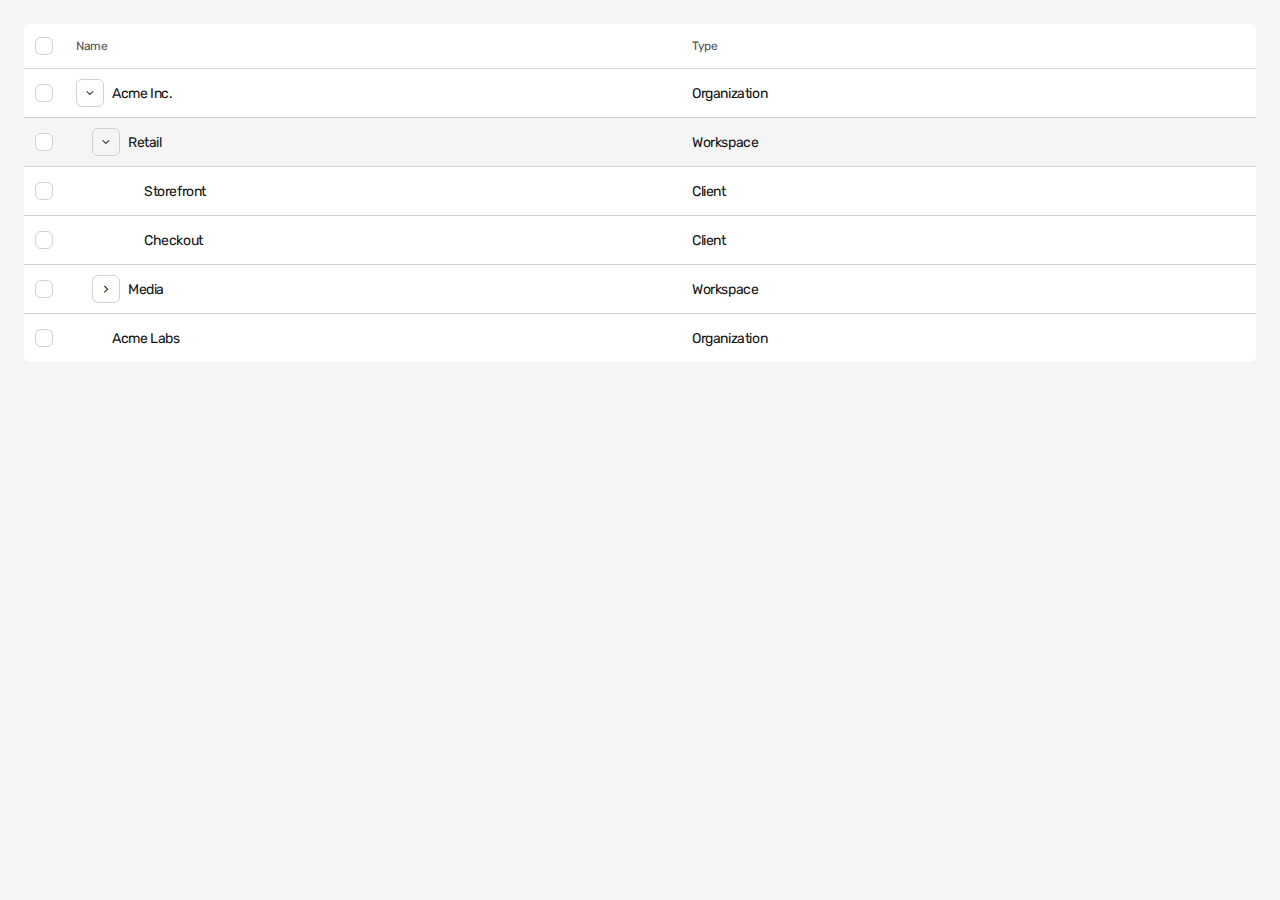 Name Type
Acme Inc. Organization
Retail Workspace
Storefront Client
Checkout Client
Media Workspace
Acme Labs Organization